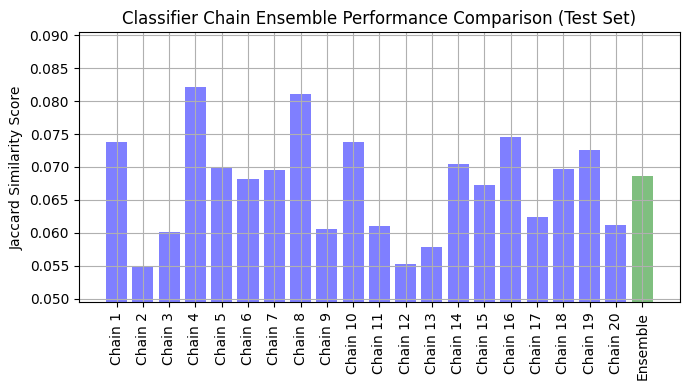 Classifier Chain Ensemble Performance Comparison (Test Set)
Jaccard Similarity Score
0.090
0.085
0.080
0.075
0.070
0.065
0.060
0.055
0.050
Chain 1
Chain 2
Chain 3
Chain 4
Chain 5
Chain 6
Chain 7
Chain 8
Chain 9
Chain 10
Chain 11
Chain 12
Chain 13
Chain 14
Chain 15
Chain 16
Chain 17
Chain 18
Chain 19
Chain 20
Ensemble